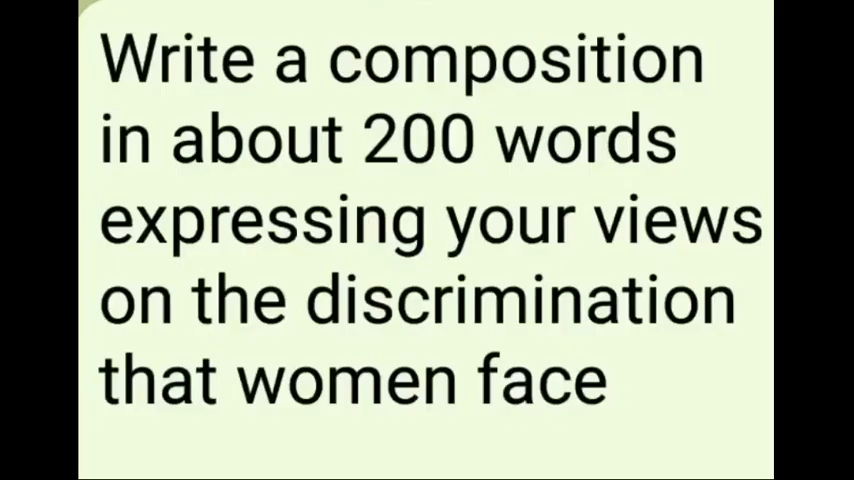 Write a composition
in about 200 words
expressing your views
on the discrimination
that women face